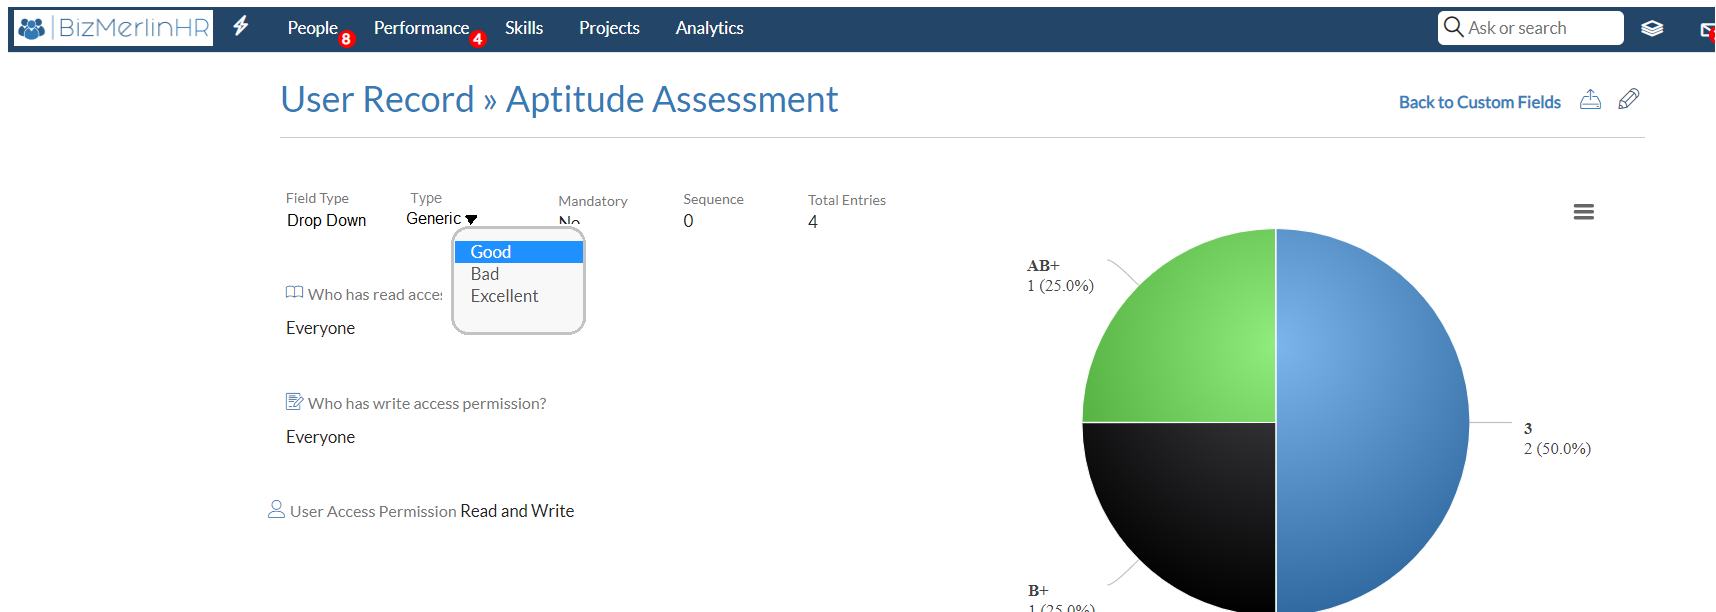 BizMerlinHR People 8 Performance 4 Skills Projects Analytics Ask or search
User Record » Aptitude Assessment Back to Custom Fields
Field Type Type Mandatory Sequence Total Entries
Drop Down Generic No 0 4
Good
Bad
Excellent
Who has read acces
Everyone
Who has write access permission?
Everyone
User Access Permission Read and Write
AB+
1 (25.0%)
3
2 (50.0%)
B+
1 (25.0%)